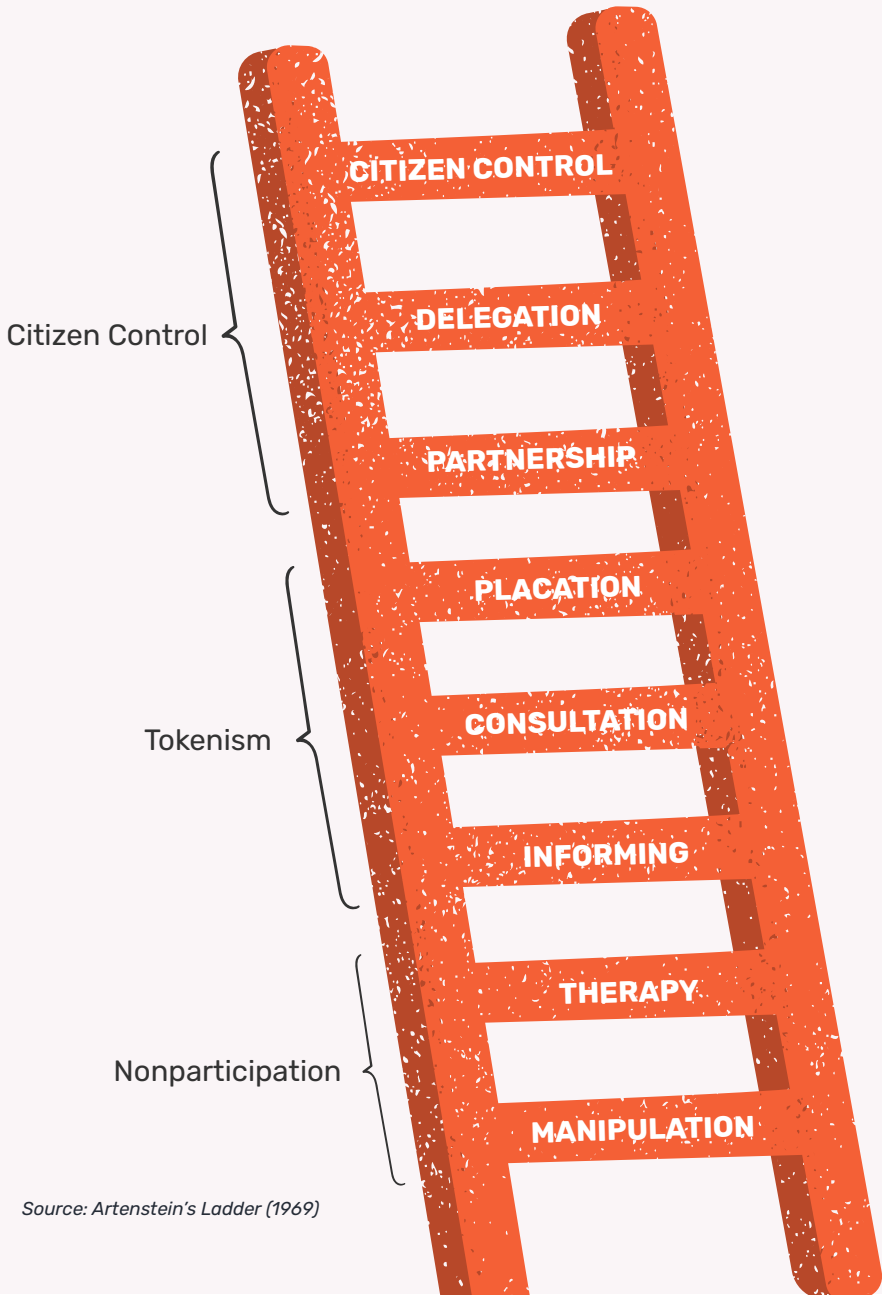 CITIZEN CONTROL
DELEGATION
Citizen Control
PARTNERSHIP
PLACATION
CONSULTATION
Tokenism
INFORMING
THERAPY
Nonparticipation
MANIPULATION
Source: Artenstein's Ladder (1969)